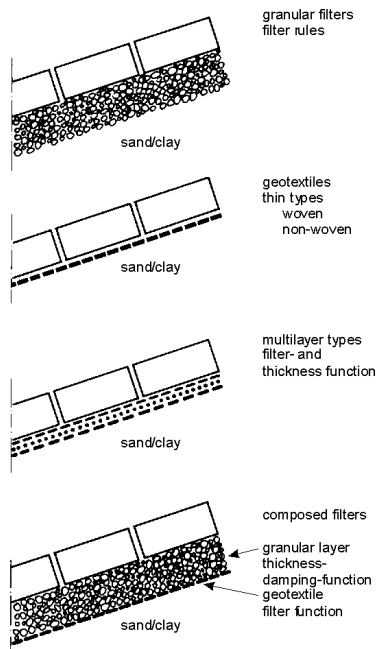 granular filters
filter rules
sand/clay
geotextiles
thin types
woven
non-woven
sand/clay
multilayer types
filter- and
thickness function
sand/clay
composed filters
granular layer
thickness-
damping-function
geotextile
filter function
sand/clay